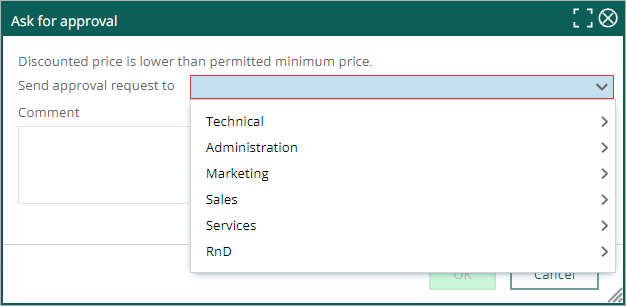 Ask for approval
Discounted price is lower than permitted minimum price.
Send approval request to
Comment
Technical
Administration
Marketing
Sales
Services
RnD
OK
Cancel